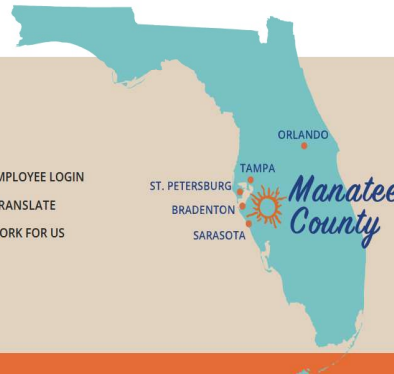 ORLANDO
TAMPA
MPLOYEE LOGIN
ST. PETERSBURG
RANSLATE
BRADENTON
Manatee
County
ORK FOR US
SARASOTA